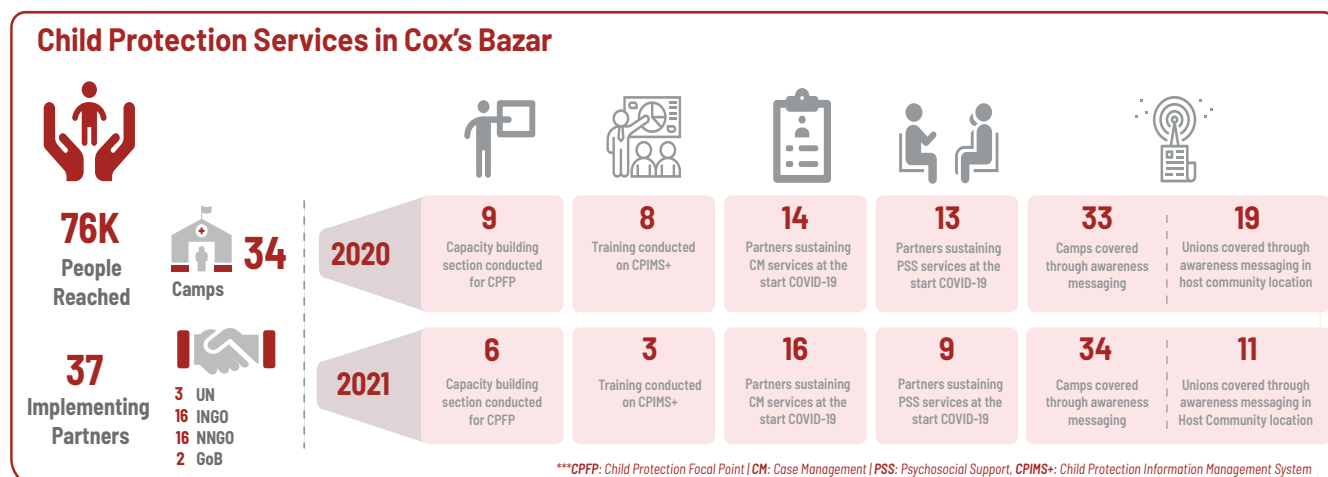 Child Protection Services in Cox's Bazar
76K
People
Reached
34
Camps
37
Implementing
Partners
3 UN
16 INGO
16 NNGO
2 GoB
2020
9
Capacity building
section conducted
for CPFP
8
Training conducted
on CPIMS+
14
Partners sustaining
CM services at the
start COVID-19
13
Partners sustaining
PSS services at the
start COVID-19
33
Camps covered
through awareness
messaging
19
Unions covered through
awareness messaging in
host community location
2021
6
Capacity building
section conducted
for CPFP
3
Training conducted
on CPIMS+
16
Partners sustaining
CM services at the
start COVID-19
9
Partners sustaining
PSS services at the
start COVID-19
34
Camps covered
through awareness
messaging
11
Unions covered through
awareness messaging in
Host Community location
***CPFP: Child Protection Focal Point | CM: Case Management | PSS: Psychosocial Support, CPIMS+: Child Protection Information Management System